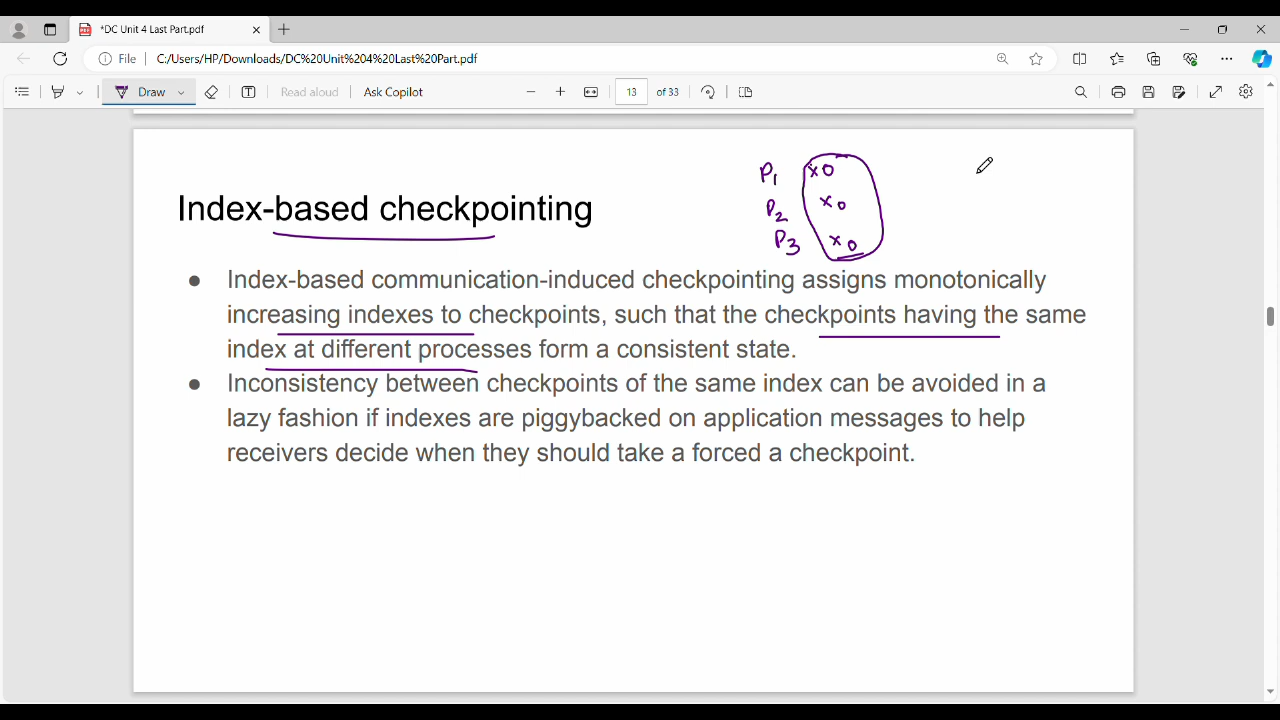 *DC Unit 4 Last Part.pdf
File C:/Users/HP/Downloads/DC%20Unit%204%20Last%20Part.pdf
Draw Read aloud Ask Copilot 13 of 33
P1 x0
P2 x0
P3 x0
Index-based checkpointing
● Index-based communication-induced checkpointing assigns monotonically
increasing indexes to checkpoints, such that the checkpoints having the same
index at different processes form a consistent state.
● Inconsistency between checkpoints of the same index can be avoided in a
lazy fashion if indexes are piggybacked on application messages to help
receivers decide when they should take a forced a checkpoint.